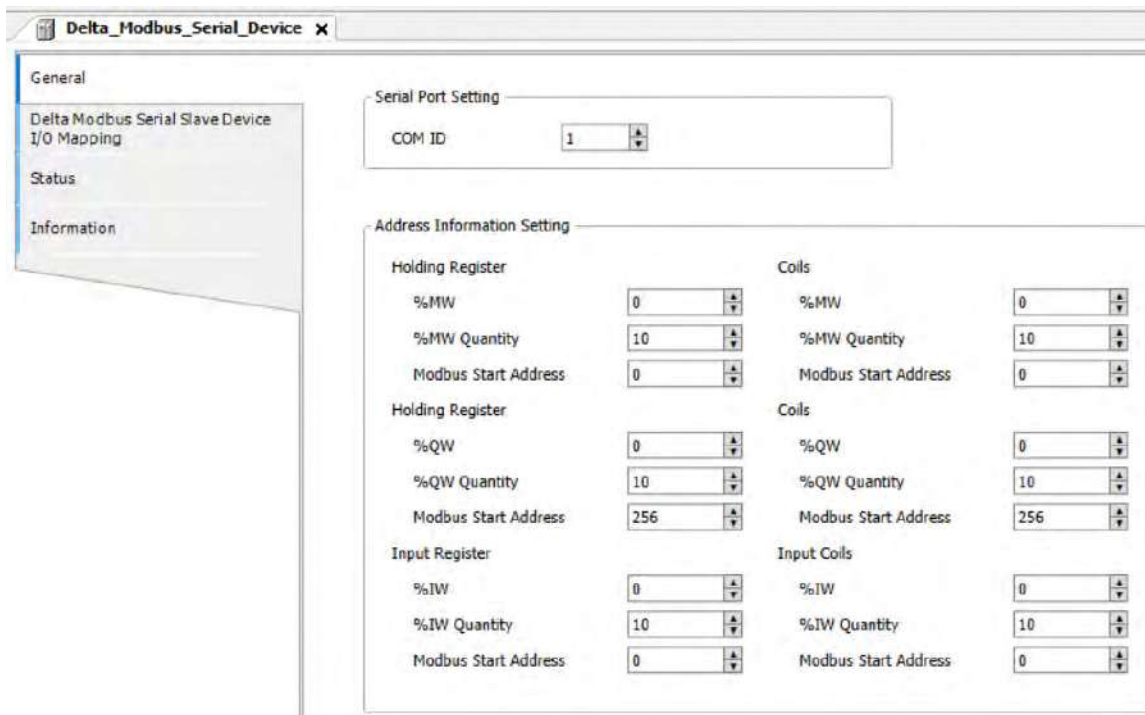 Delta_Modbus_Serial_Device X
General
Delta Modbus Serial Slave Device
I/O Mapping
Status
Information
Serial Port Setting
COM ID 1
Address Information Setting
Holding Register Coils
%MW 0 %MW 0
%MW Quantity 10 %MW Quantity 10
Modbus Start Address 0 Modbus Start Address 0
Holding Register Coils
%QW 0 %QW 0
%QW Quantity 10 %QW Quantity 10
Modbus Start Address 256 Modbus Start Address 256
Input Register Input Coils
%IW 0 %IW 0
%IW Quantity 10 %IW Quantity 10
Modbus Start Address 0 Modbus Start Address 0